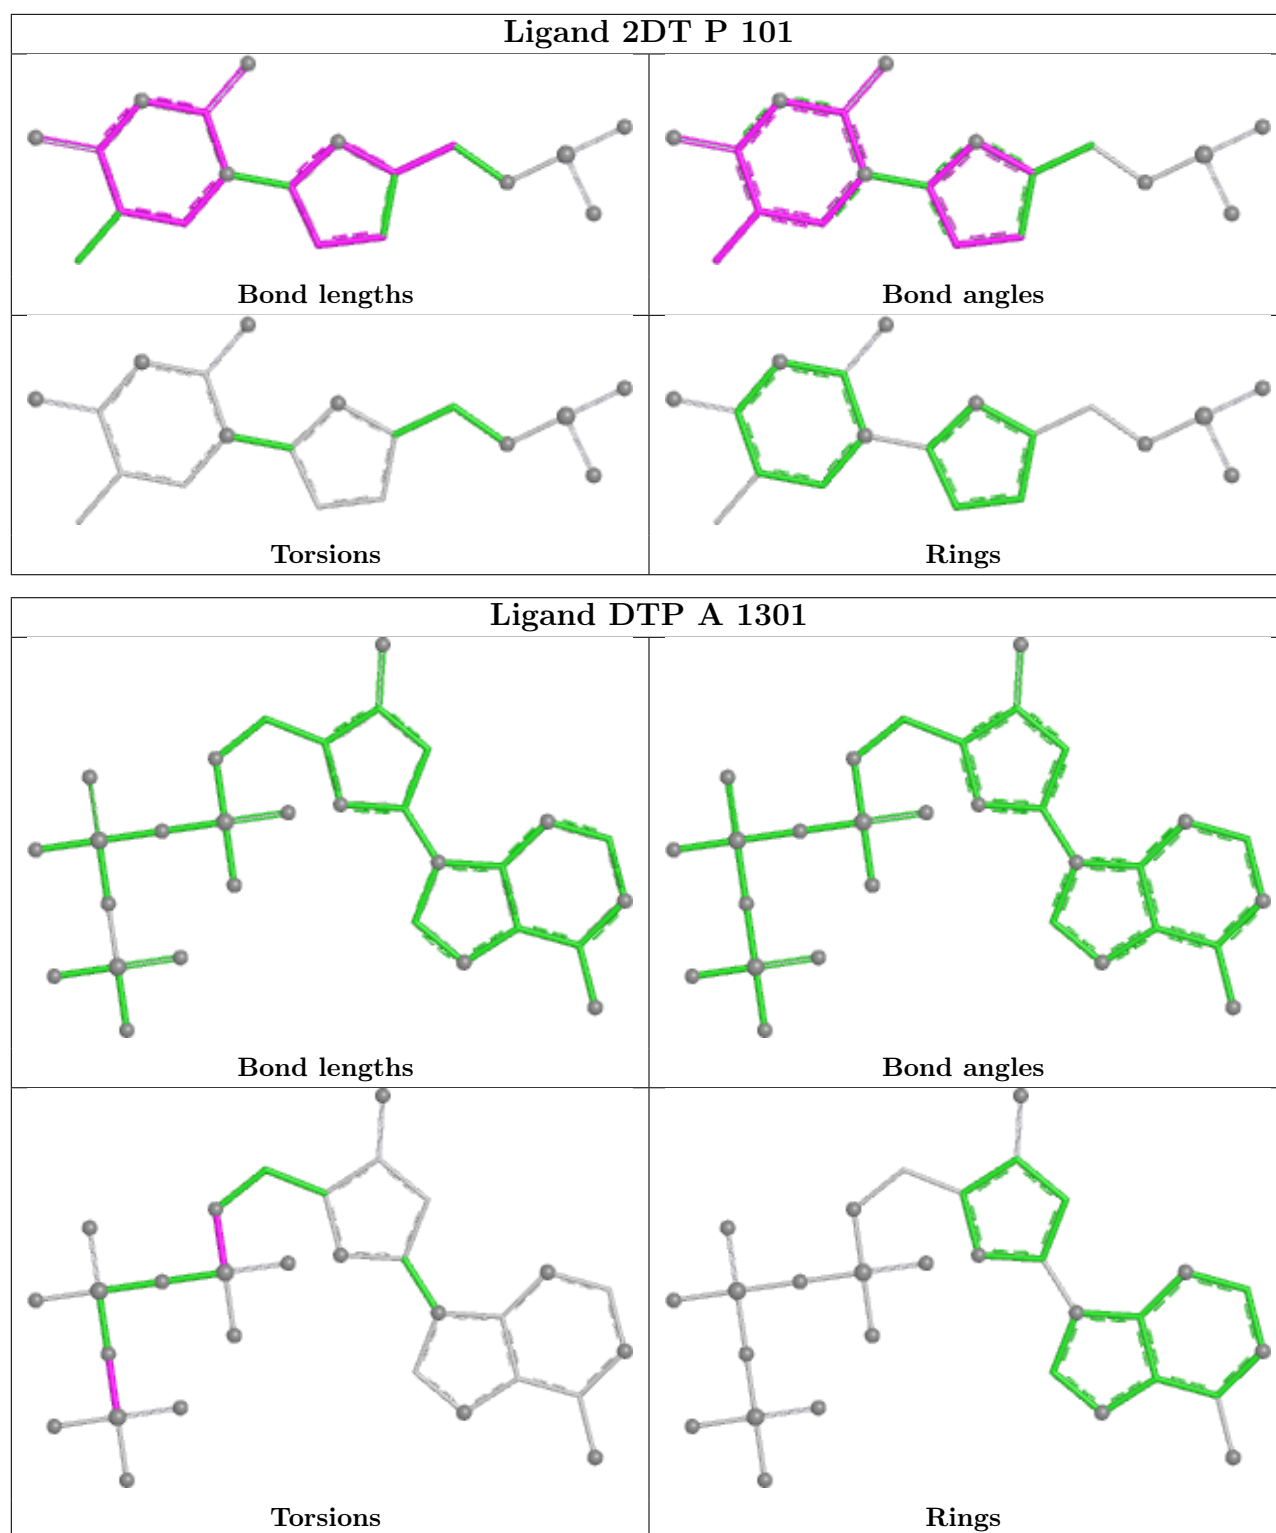 Ligand 2DT P 101
Bond lengths
Bond angles
Torsions
Rings
Ligand DTP A 1301
Bond lengths
Bond angles
Torsions
Rings